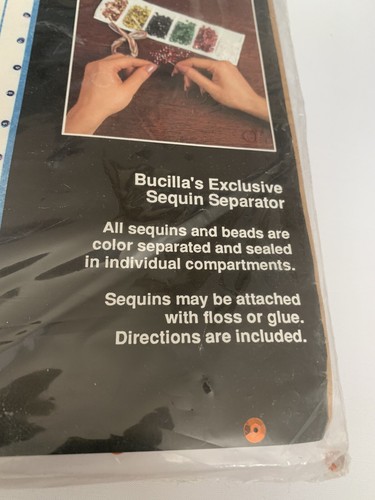 Bucilla's Exclusive
Sequin Separator
All sequins and beads are
color separated and sealed
in individual compartments.
Sequins may be attached
with floss or glue.
Directions are included.